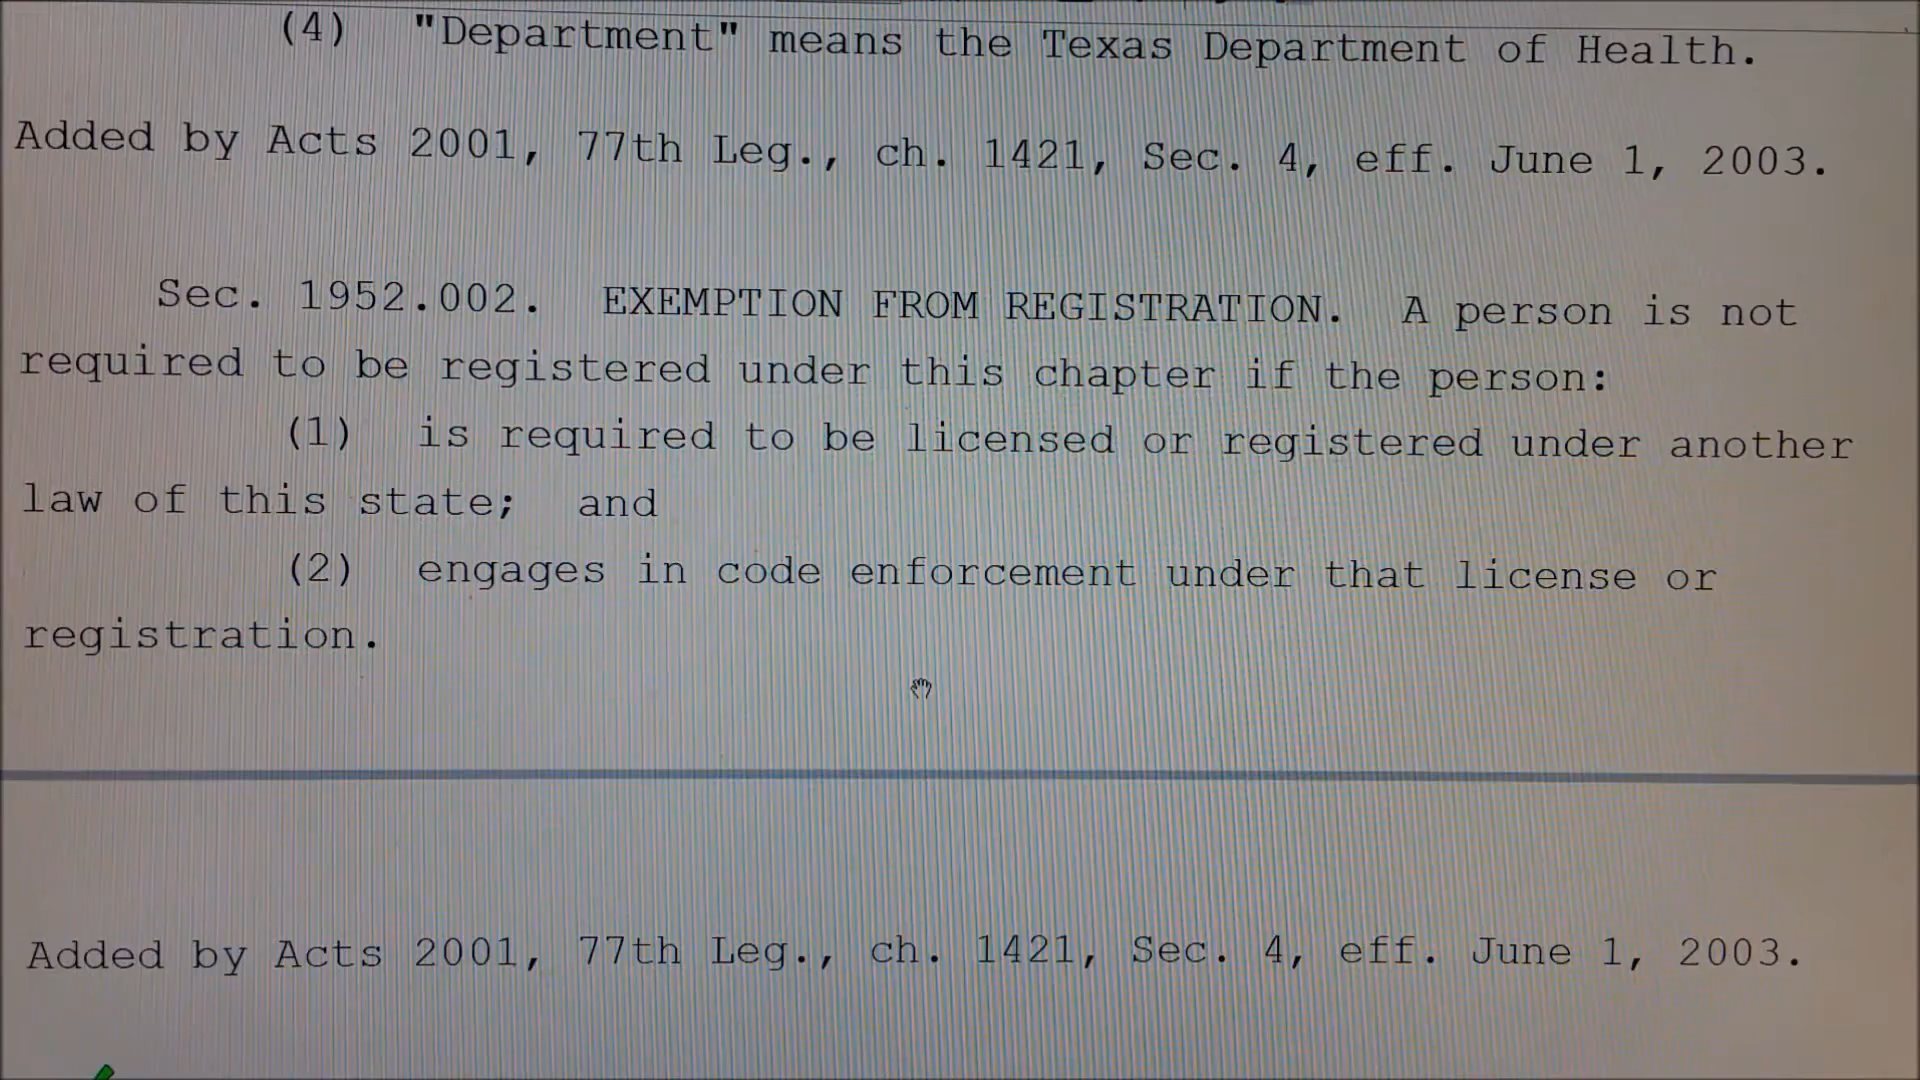 (4) "Department" means the Texas Department of Health.
Added by Acts 2001, 77th Leg., ch. 1421, Sec. 4, eff. June 1, 2003.
Sec. 1952.002. EXEMPTION FROM REGISTRATION. A person is not
required to be registered under this chapter if the person:
(1) is required to be licensed or registered under another
law of this state; and
(2) engages in code enforcement under that license or
registration.
Added by Acts 2001, 77th Leg., ch. 1421, Sec. 4, eff. June 1, 2003.